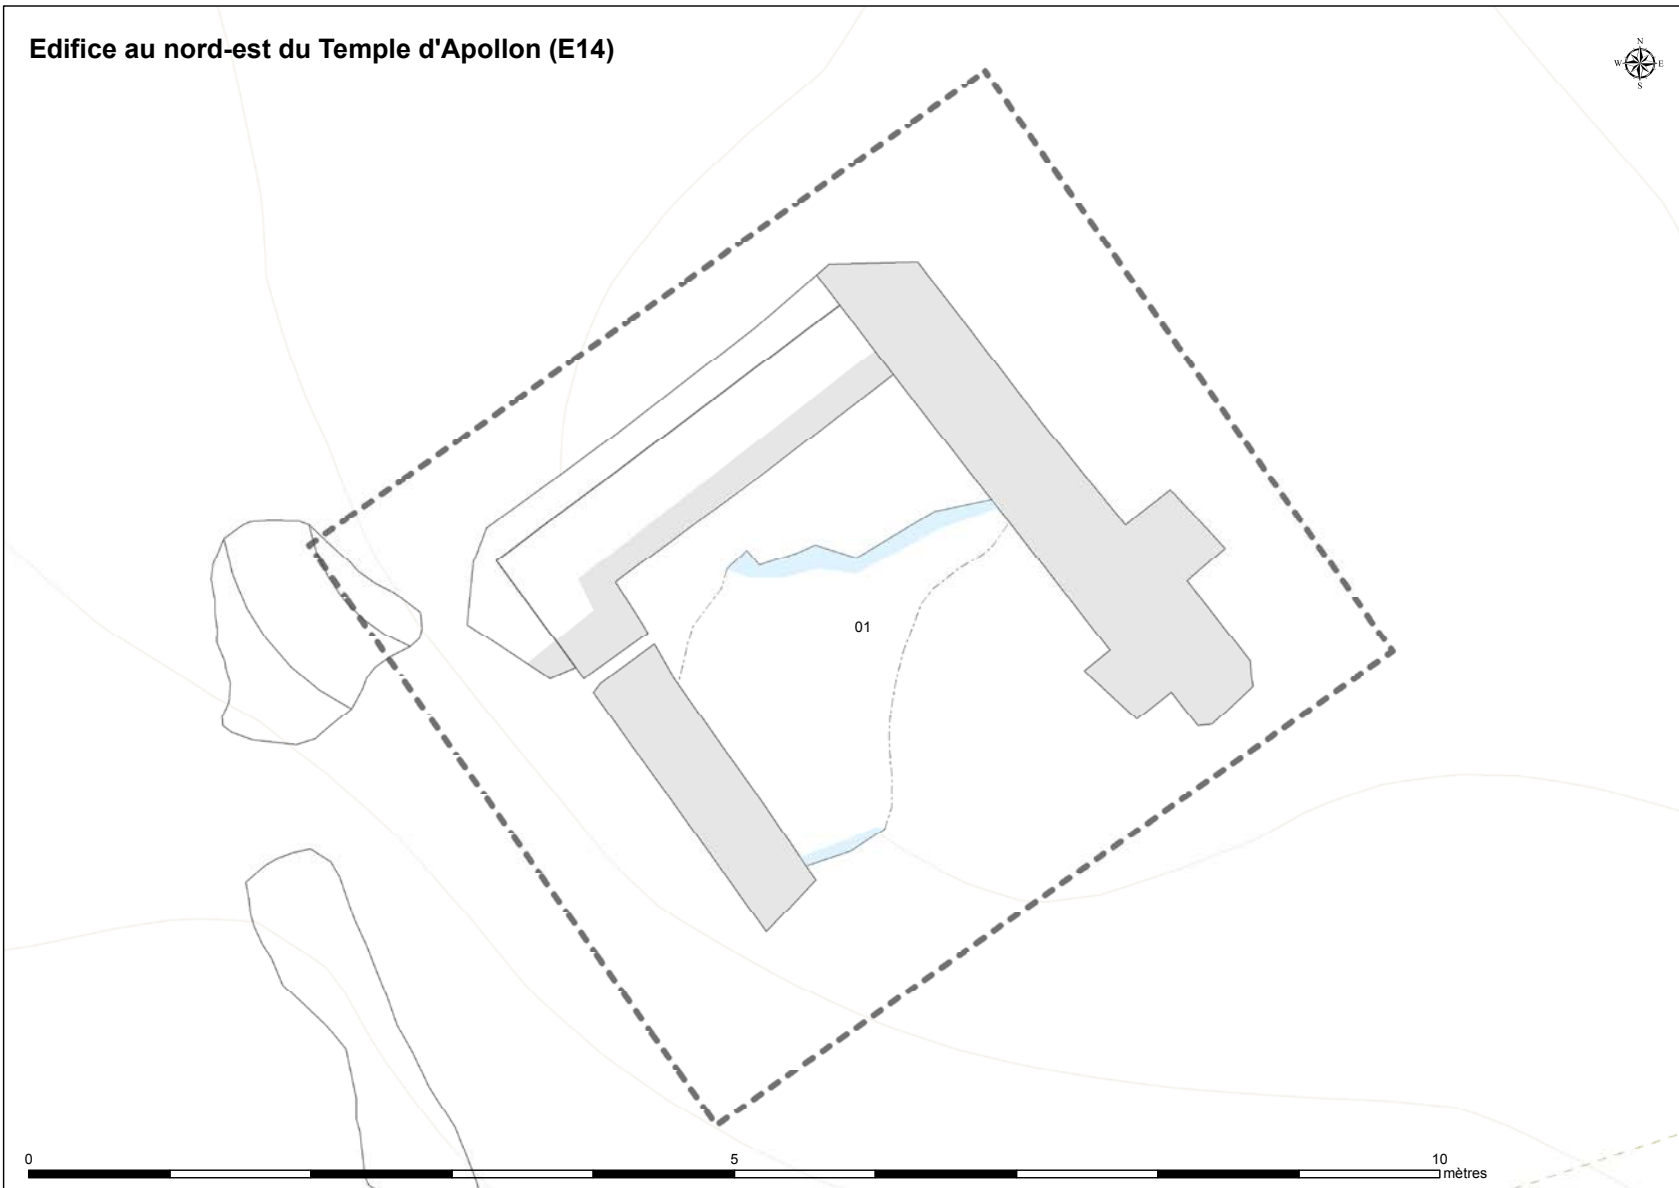 Edifice au nord-est du Temple d'Apollon (E14)
N
W E
S
01
0 5 10
mètres